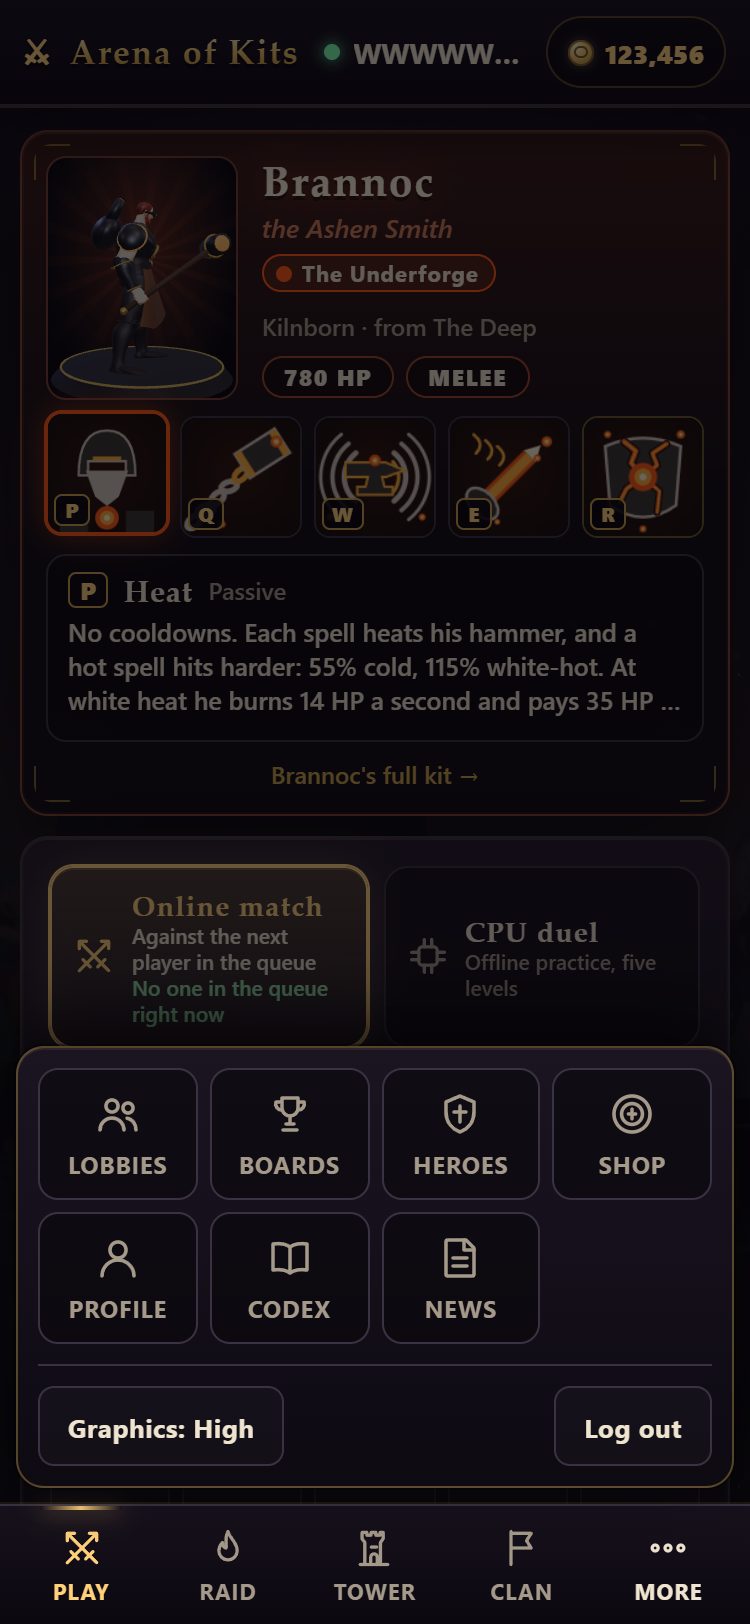 Arena of Kits
WWWWW...
123,456
Brannoc
the Ashen Smith
The Underforge
Kilnborn · from The Deep
780 HP
MELEE
P
Q
W
E
R
P Heat Passive
No cooldowns. Each spell heats his hammer, and a
hot spell hits harder: 55% cold, 115% white-hot. At
white heat he burns 14 HP a second and pays 35 HP ...
Brannoc's full kit →
Online match
Against the next
player in the queue
No one in the queue
right now
CPU duel
Offline practice, five
levels
LOBBIES
BOARDS
HEROES
SHOP
PROFILE
CODEX
NEWS
Graphics: High
Log out
PLAY
RAID
TOWER
CLAN
MORE